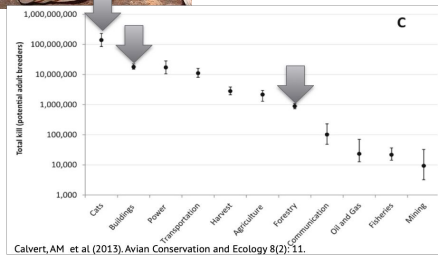 C
Total kill (potential adult breeders)
1,000,000,000
100,000,000
10,000,000
1,000,000
100,000
10,000
1,000
Cats
Buildings
Power
Transportation
Harvest
Agriculture
Forestry
Communication
Oil and Gas
Fisheries
Mining
Calvert, AM et al (2013). Avian Conservation and Ecology 8(2): 11.